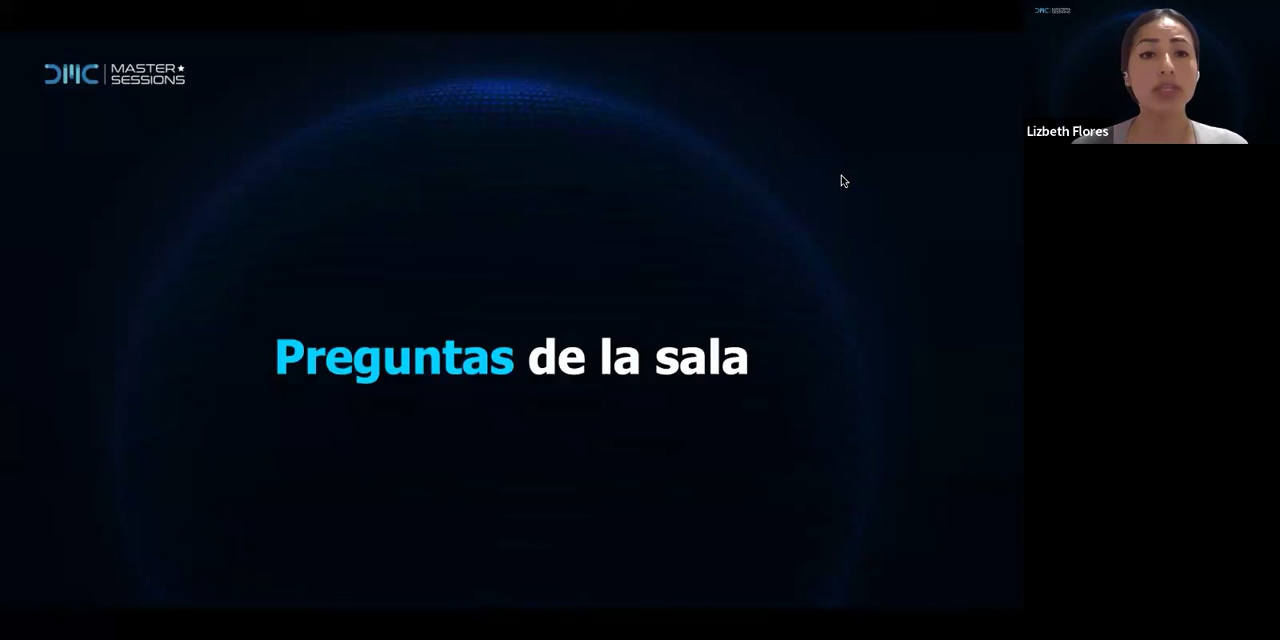 DMC | MASTER
SESSIONS
Preguntas de la sala
Lizbeth Flores